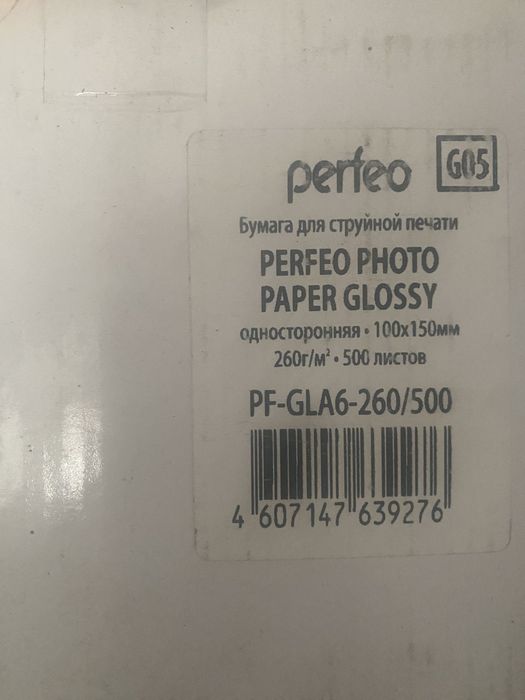 perfeo G05
Бумага для струйной печати
PERFEO PHOTO
PAPER GLOSSY
односторонняя • 100х150мм
260г/м² • 500 листов
PF-GLA6-260/500
4 607147 639276